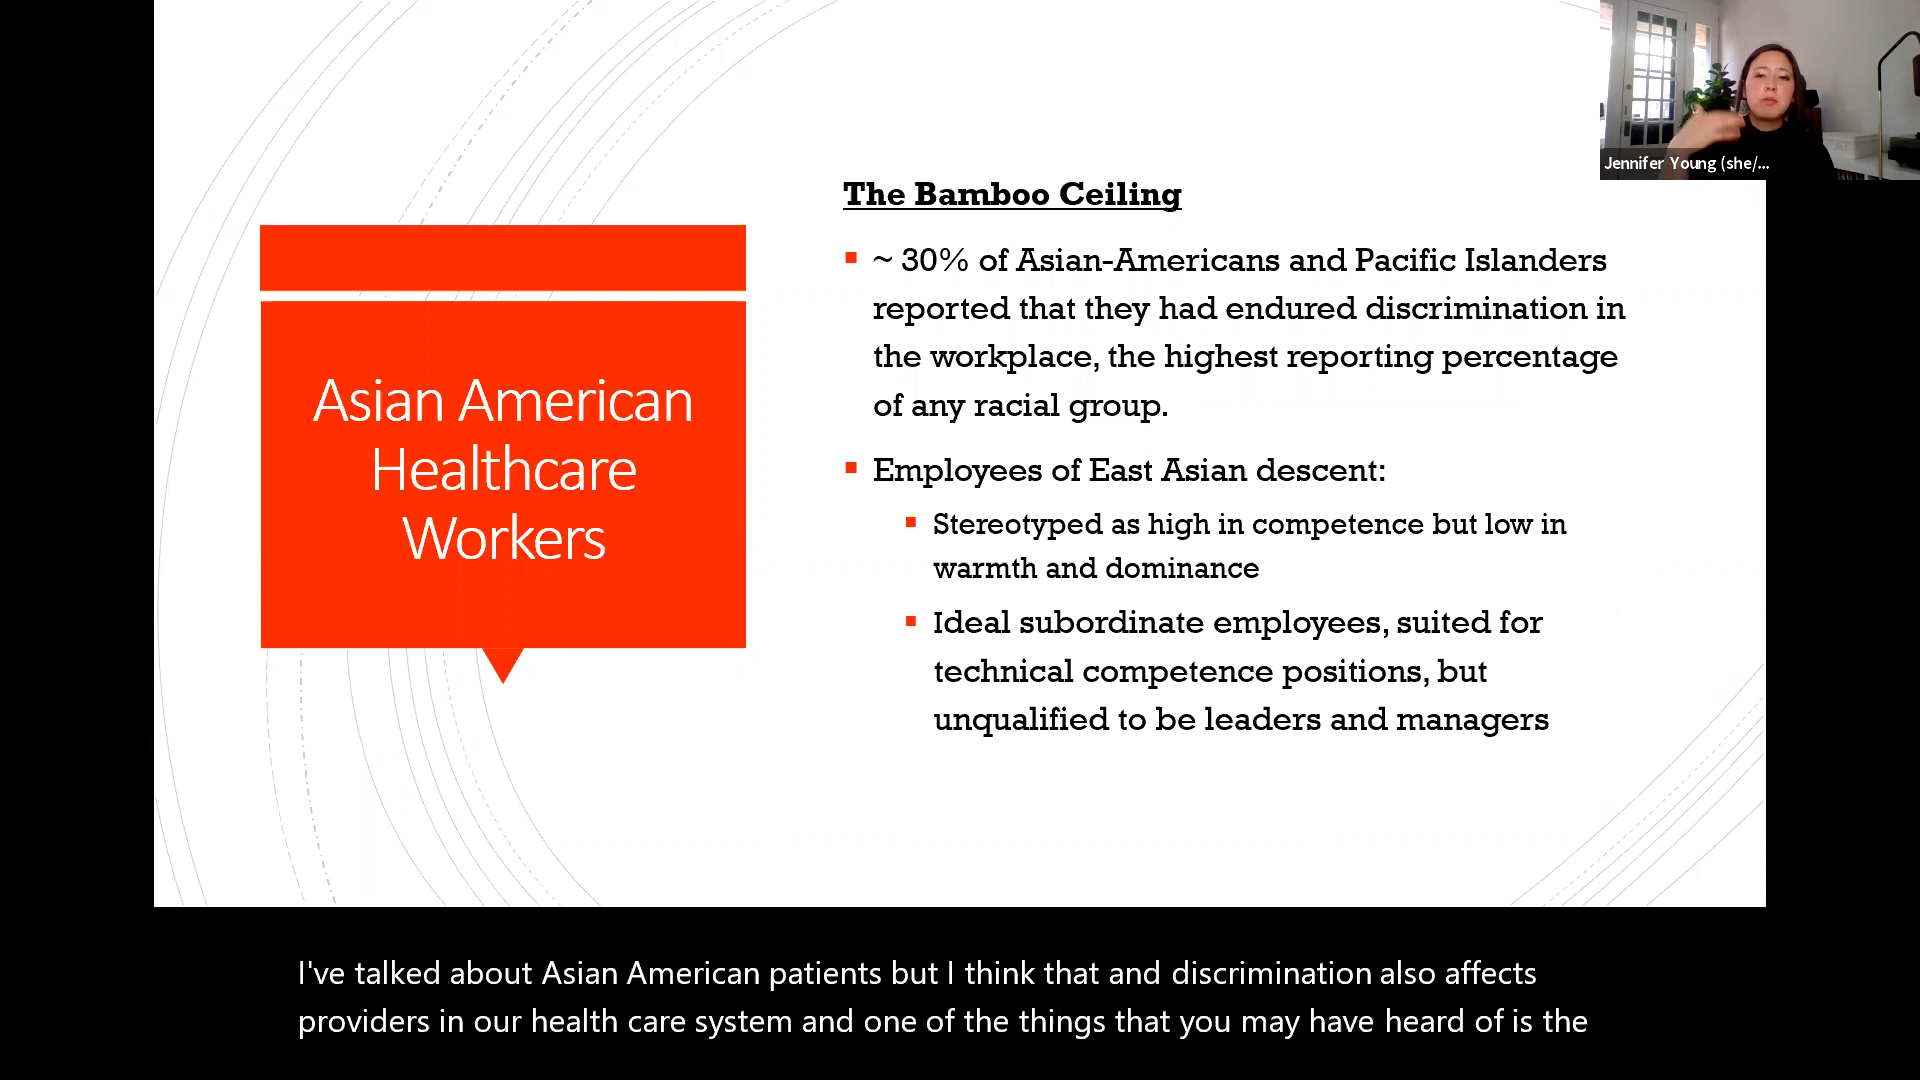 Jennifer Young (she/...
The Bamboo Ceiling
▪ ~ 30% of Asian-Americans and Pacific Islanders
reported that they had endured discrimination in
the workplace, the highest reporting percentage
of any racial group.
▪ Employees of East Asian descent:
▪ Stereotyped as high in competence but low in
warmth and dominance
▪ Ideal subordinate employees, suited for
technical competence positions, but
unqualified to be leaders and managers
Asian American
Healthcare
Workers
I've talked about Asian American patients but I think that and discrimination also affects
providers in our health care system and one of the things that you may have heard of is the